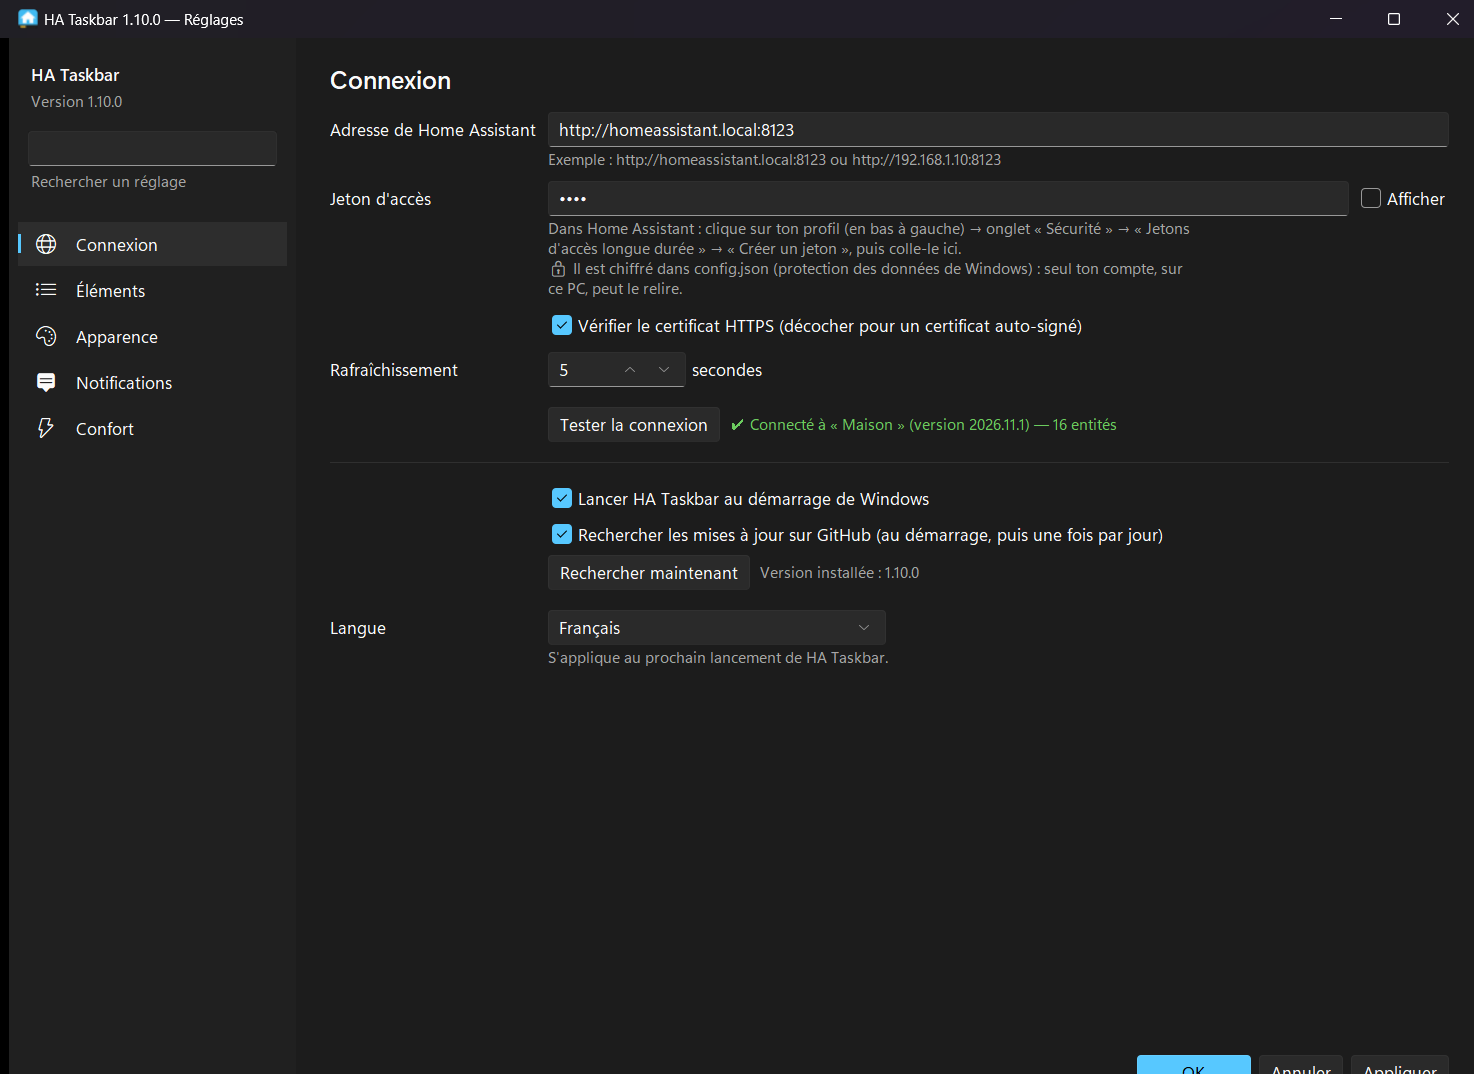 HA Taskbar 1.10.0 — Réglages
HA Taskbar
Version 1.10.0
Rechercher un réglage
Connexion
Éléments
Apparence
Notifications
Confort
Connexion
Adresse de Home Assistant http://homeassistant.local:8123
Exemple : http://homeassistant.local:8123 ou http://192.168.1.10:8123
Jeton d'accès •••• Afficher
Dans Home Assistant : clique sur ton profil (en bas à gauche) → onglet « Sécurité » → « Jetons
d'accès longue durée » → « Créer un jeton », puis colle-le ici.
Il est chiffré dans config.json (protection des données de Windows) : seul ton compte, sur
ce PC, peut le relire.
Vérifier le certificat HTTPS (décocher pour un certificat auto-signé)
Rafraîchissement 5 secondes
Tester la connexion ✔ Connecté à « Maison » (version 2026.11.1) — 16 entités
Lancer HA Taskbar au démarrage de Windows
Rechercher les mises à jour sur GitHub (au démarrage, puis une fois par jour)
Rechercher maintenant Version installée : 1.10.0
Langue Français
S'applique au prochain lancement de HA Taskbar.
OK Annuler Appliquer